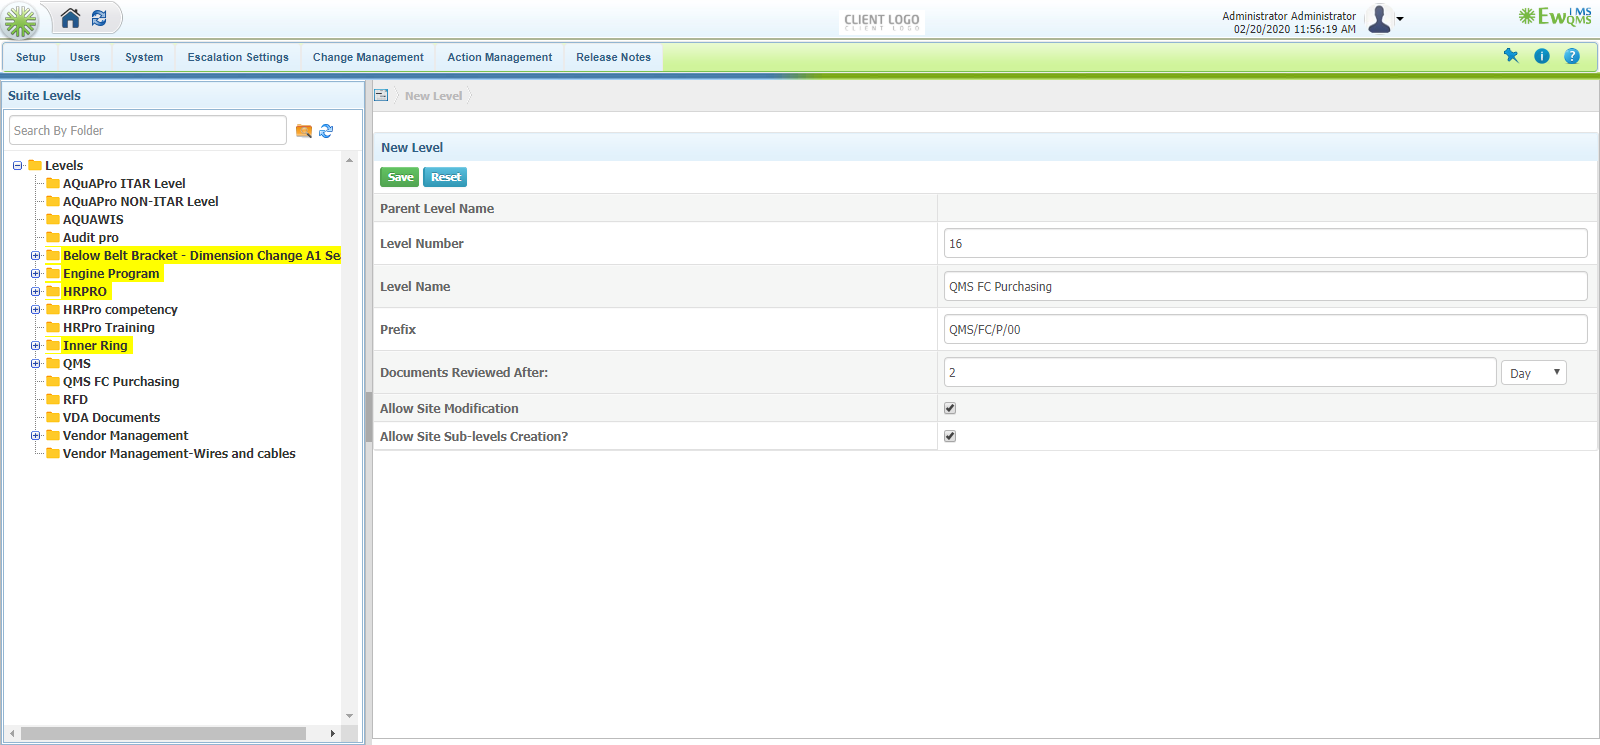 CLIENT LOGO
CLIENT LOGO
Administrator Administrator
02/20/2020 11:56:19 AM
EwQMS
IMS
Setup
Users
System
Escalation Settings
Change Management
Action Management
Release Notes
Suite Levels
Search By Folder
Levels
AQuAPro ITAR Level
AQuAPro NON-ITAR Level
AQUAWIS
Audit pro
Below Belt Bracket - Dimension Change A1 Se
Engine Program
HRPRO
HRPro competency
HRPro Training
Inner Ring
QMS
QMS FC Purchasing
RFD
VDA Documents
Vendor Management
Vendor Management-Wires and cables
New Level
New Level
Save
Reset
Parent Level Name
Level Number
16
Level Name
QMS FC Purchasing
Prefix
QMS/FC/P/00
Documents Reviewed After:
2
Day
Allow Site Modification
Allow Site Sub-levels Creation?